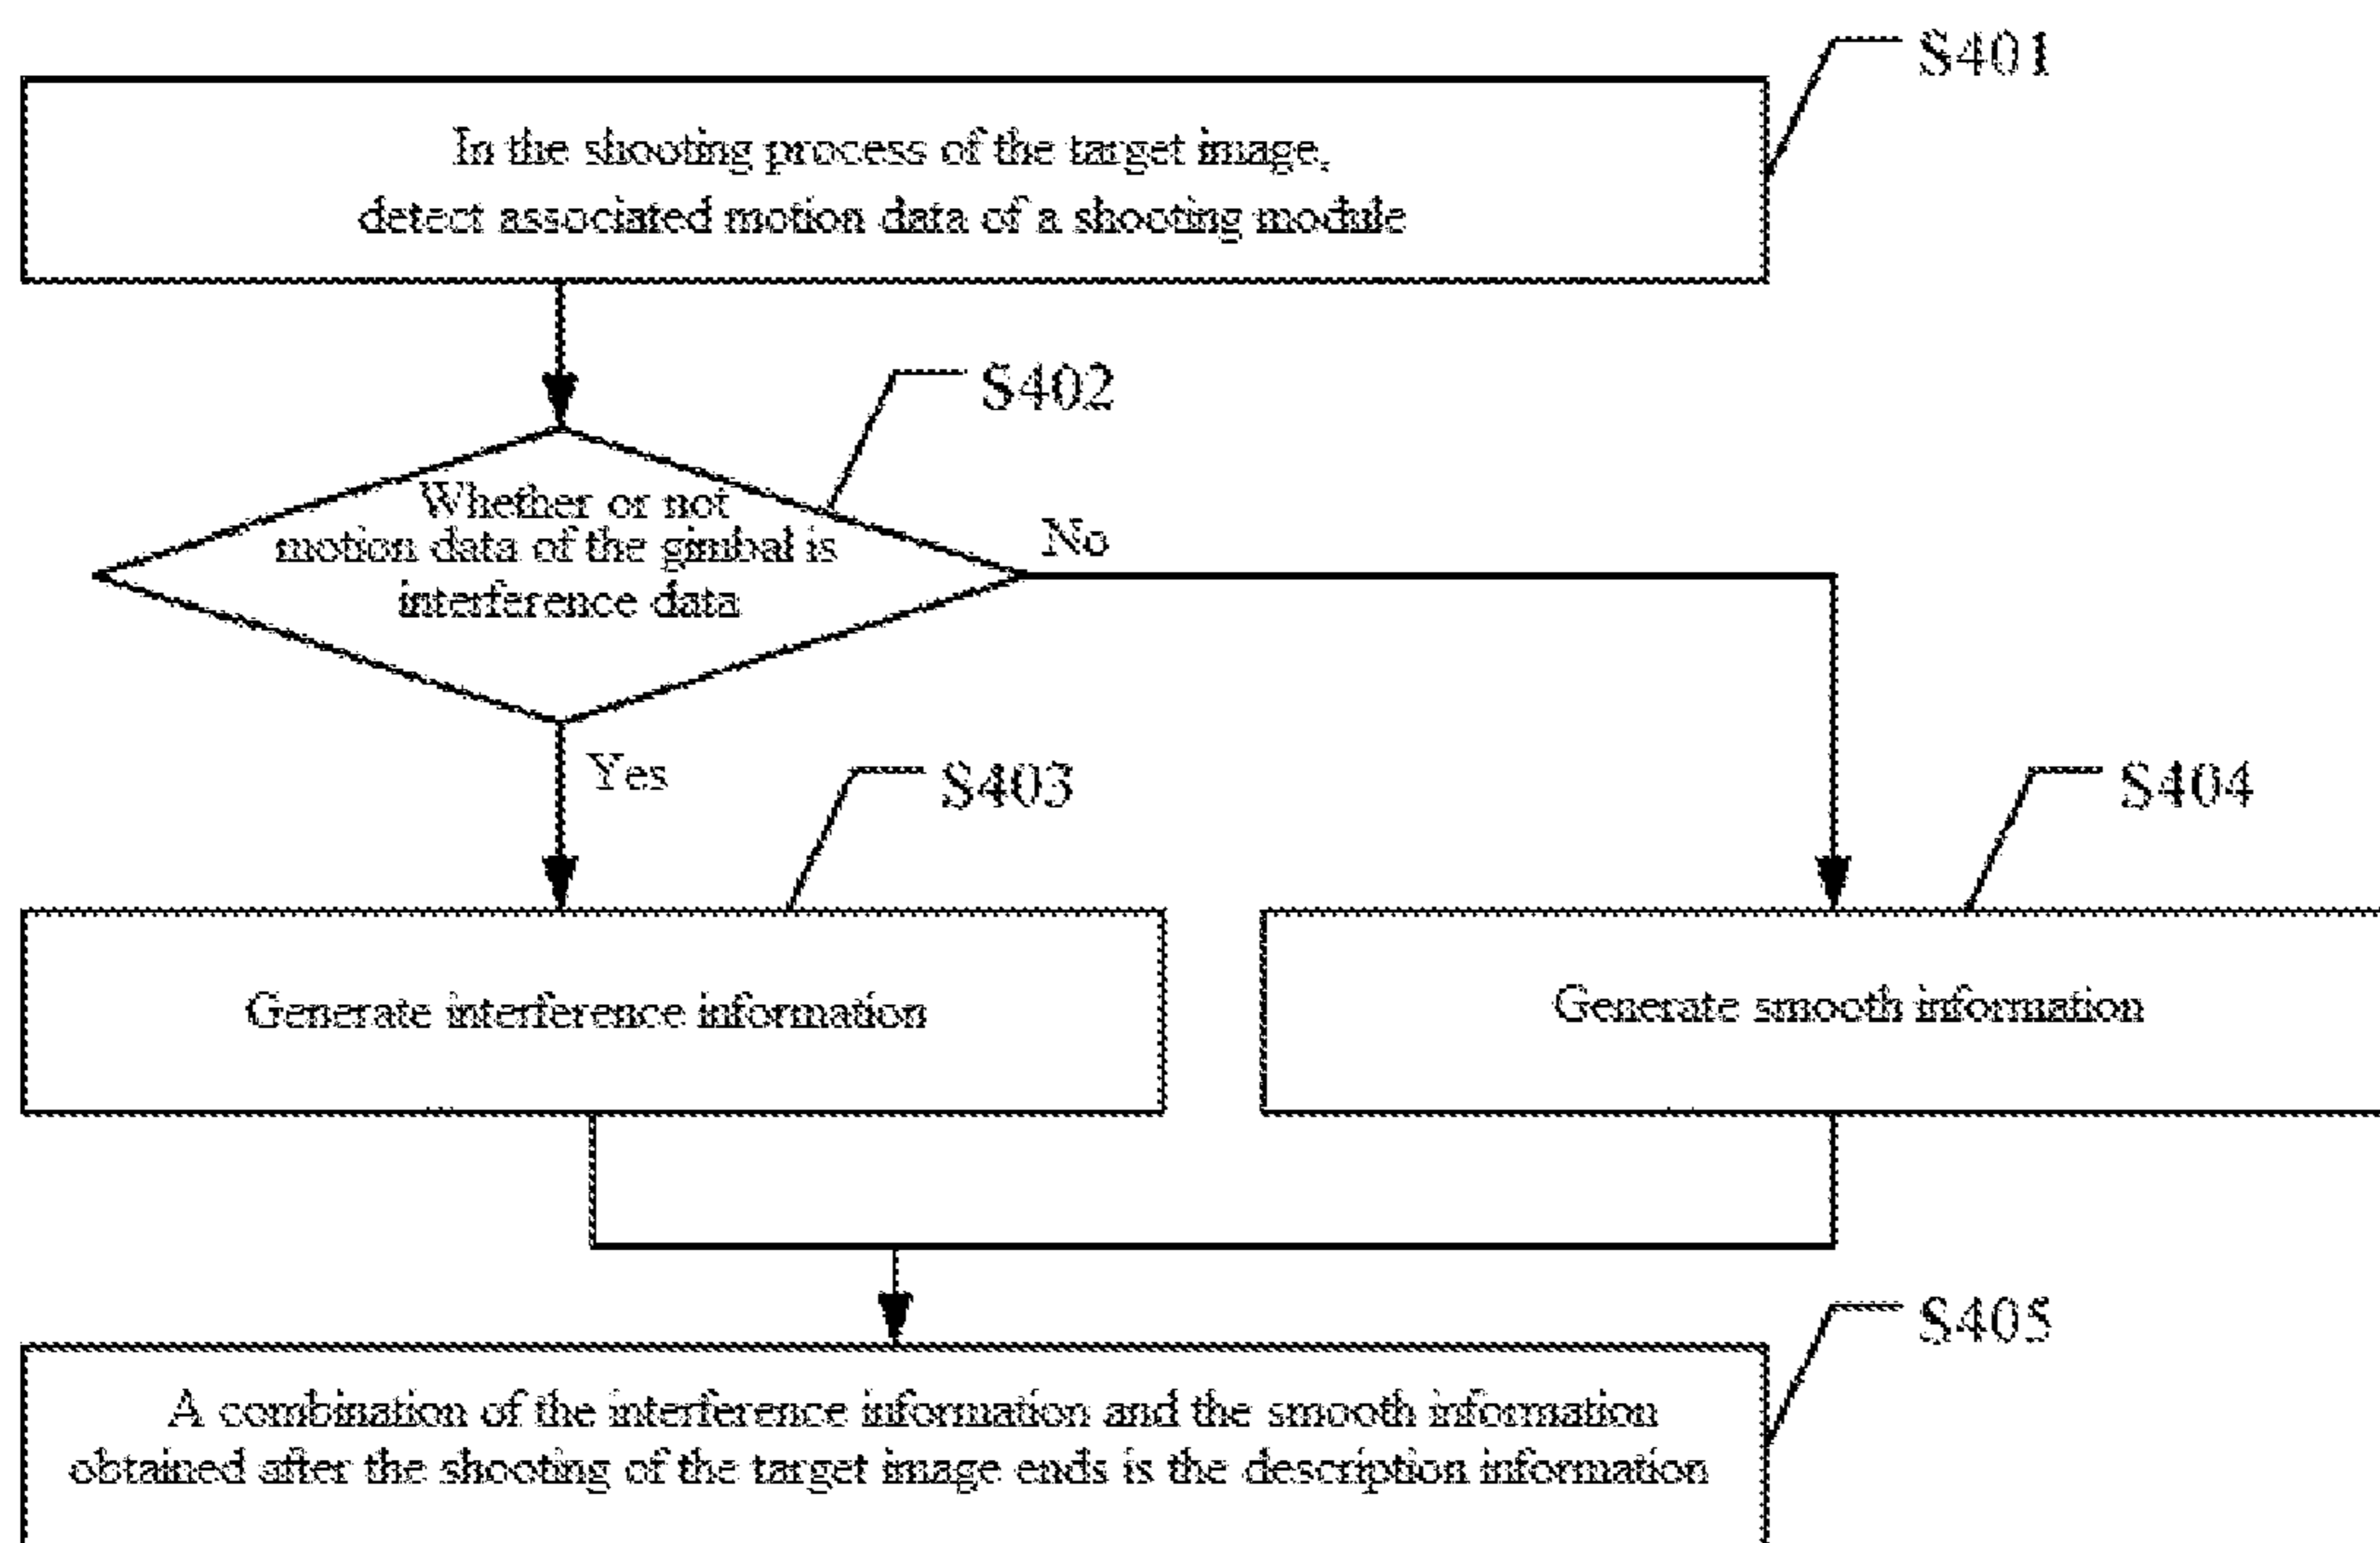 S401
In the shooting process of the target image,
detect associated motion data of a shooting module
S402
Whether or not
motion data of the gimbal is
interference data
No
Yes
S403
S404
Generate interference information
Generate smooth information
S405
A combination of the interference information and the smooth information
obtained after the shooting of the target image ends is the description information